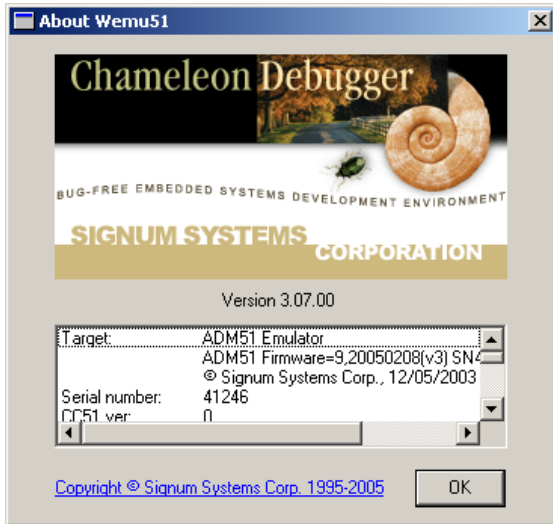 About Wemu51
Chameleon Debugger
BUG-FREE EMBEDDED SYSTEMS DEVELOPMENT ENVIRONMENT
SIGNUM SYSTEMS
CORPORATION
Version 3.07.00
Target: ADM51 Emulator
ADM51 Firmware=9,20050208(v3) SN4
© Signum Systems Corp., 12/05/2003
Serial number: 41246
CC51 ver: 0
Copyright © Signum Systems Corp. 1995-2005
OK